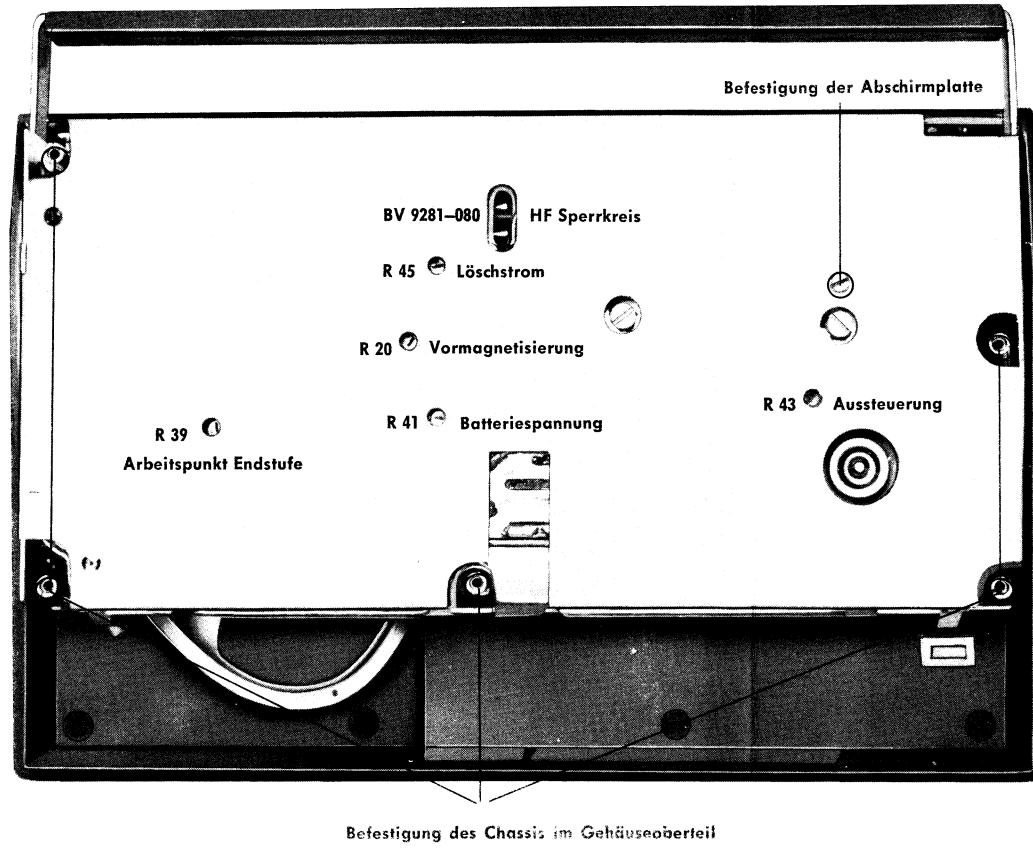 Befestigung der Abschirmplatte
BV 9281–080 HF Sperrkreis
R 45 Löschstrom
R 20 Vormagnetisierung
R 43 Aussteuerung
R 41 Batteriespannung
R 39
Arbeitspunkt Endstufe
Befestigung des Chassis im Gehäuseoberteil